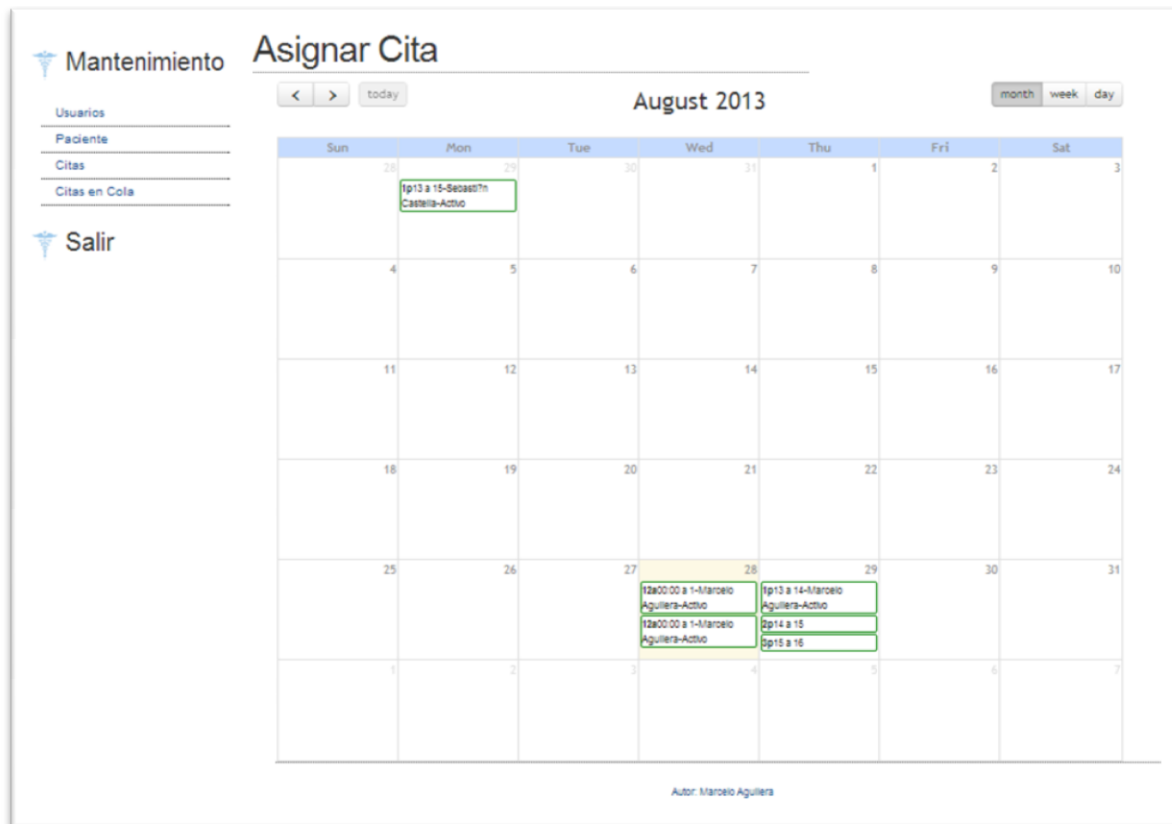 Mantenimiento
Usuarios
Paciente
Citas
Citas en Cola
Salir
Asignar Cita
today
August 2013
month week day
Sun Mon Tue Wed Thu Fri Sat
28 29 30 31 1 2 3
1p13 a 15-Sebasti?n
Castella-Activo
4 5 6 7 8 9 10
11 12 13 14 15 16 17
18 19 20 21 22 23 24
25 26 27 28 29 30 31
12a00:00 a 1-Marcelo
Aguilera-Activo
12a00:00 a 1-Marcelo
Aguilera-Activo
1p13 a 14-Marcelo
Aguilera-Activo
2p14 a 15
3p15 a 16
1 2 3 4 5 6 7
Autor: Marcelo Aguilera